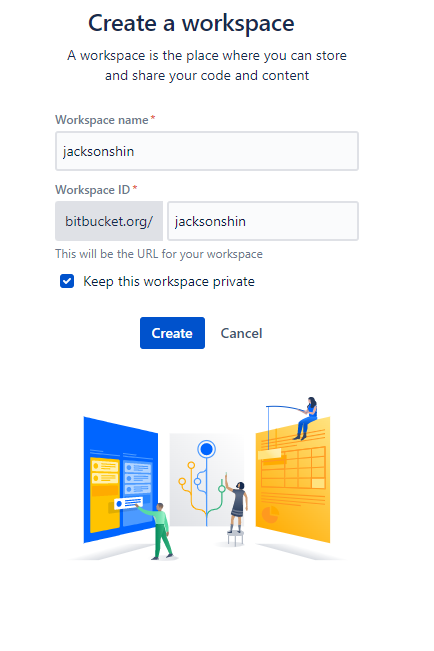 Create a workspace
A workspace is the place where you can store
and share your code and content
Workspace name*
jacksonshin
Workspace ID*
bitbucket.org/ jacksonshin
This will be the URL for your workspace
Keep this workspace private
Create Cancel